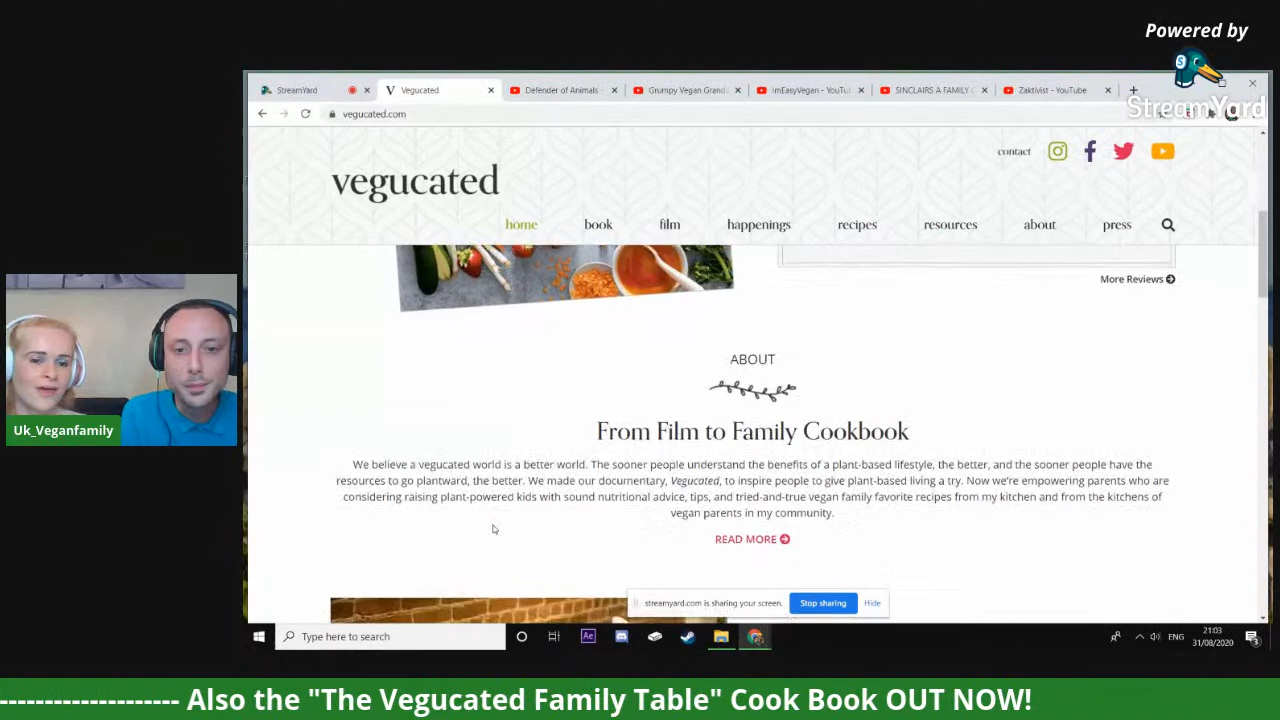 Powered by
StreamYard
StreamYard
Vegucated
Defender of Animals -
Grumpy Vegan Grand
ImEasyVegan - YouTu
SINCLAIRS A FAMILY
Zaktivist - YouTube
vegucated.com
contact
vegucated
home book film happenings recipes resources about press
More Reviews
ABOUT
From Film to Family Cookbook
We believe a vegucated world is a better world. The sooner people understand the benefits of a plant-based lifestyle, the better, and the sooner people have the
resources to go plantward, the better. We made our documentary, Vegucated, to inspire people to give plant-based living a try. Now we're empowering parents who are
considering raising plant-powered kids with sound nutritional advice, tips, and tried-and-true vegan family favorite recipes from my kitchen and from the kitchens of
vegan parents in my community.
READ MORE
Uk_Veganfamily
streamyard.com is sharing your screen. Stop sharing Hide
Type here to search
Ae
ENG
21:03
31/08/2020
3
------------------- Also the "The Vegucated Family Table" Cook Book OUT NOW!